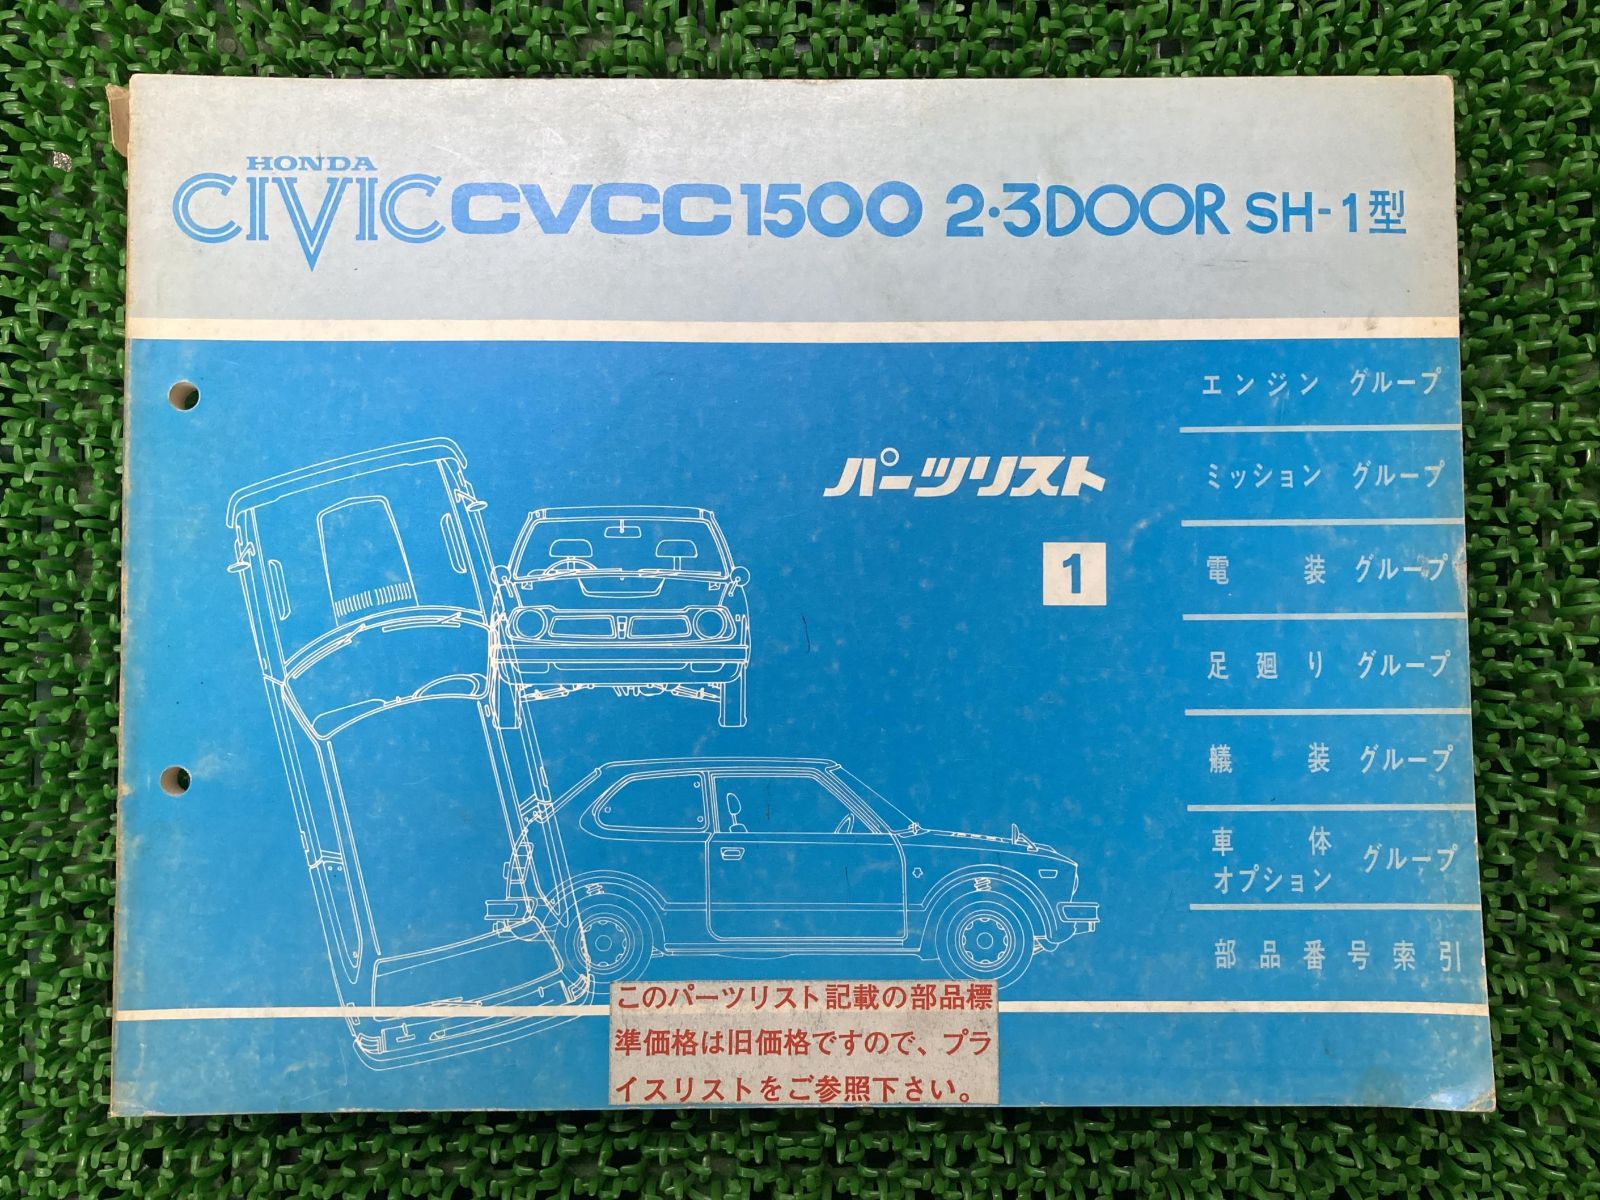 HONDA
CIVIC CVCC 1500 2・3DOOR SH-1型
パーツリスト
1
エンジン グループ
ミッション グループ
電装 グループ
足廻り グループ
艤装 グループ
車体
オプション グループ
部品番号索引
このパーツリスト記載の部品標
準価格は旧価格ですので、プラ
イスリストをご参照下さい。